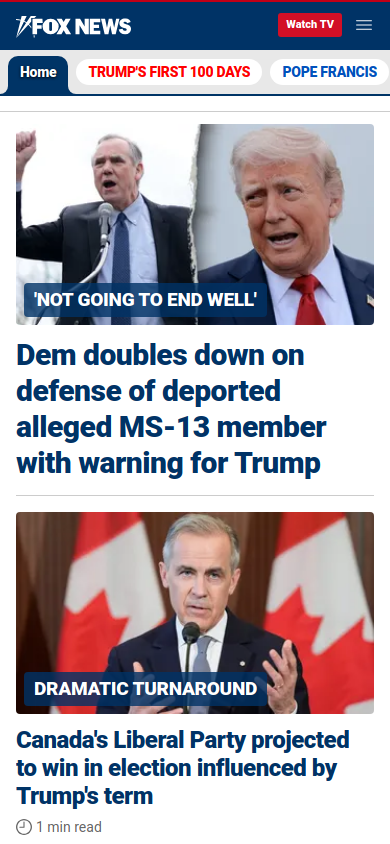 FOX NEWS
Watch TV
Home
TRUMP'S FIRST 100 DAYS
POPE FRANCIS
'NOT GOING TO END WELL'
Dem doubles down on
defense of deported
alleged MS-13 member
with warning for Trump
DRAMATIC TURNAROUND
Canada's Liberal Party projected
to win in election influenced by
Trump's term
1 min read